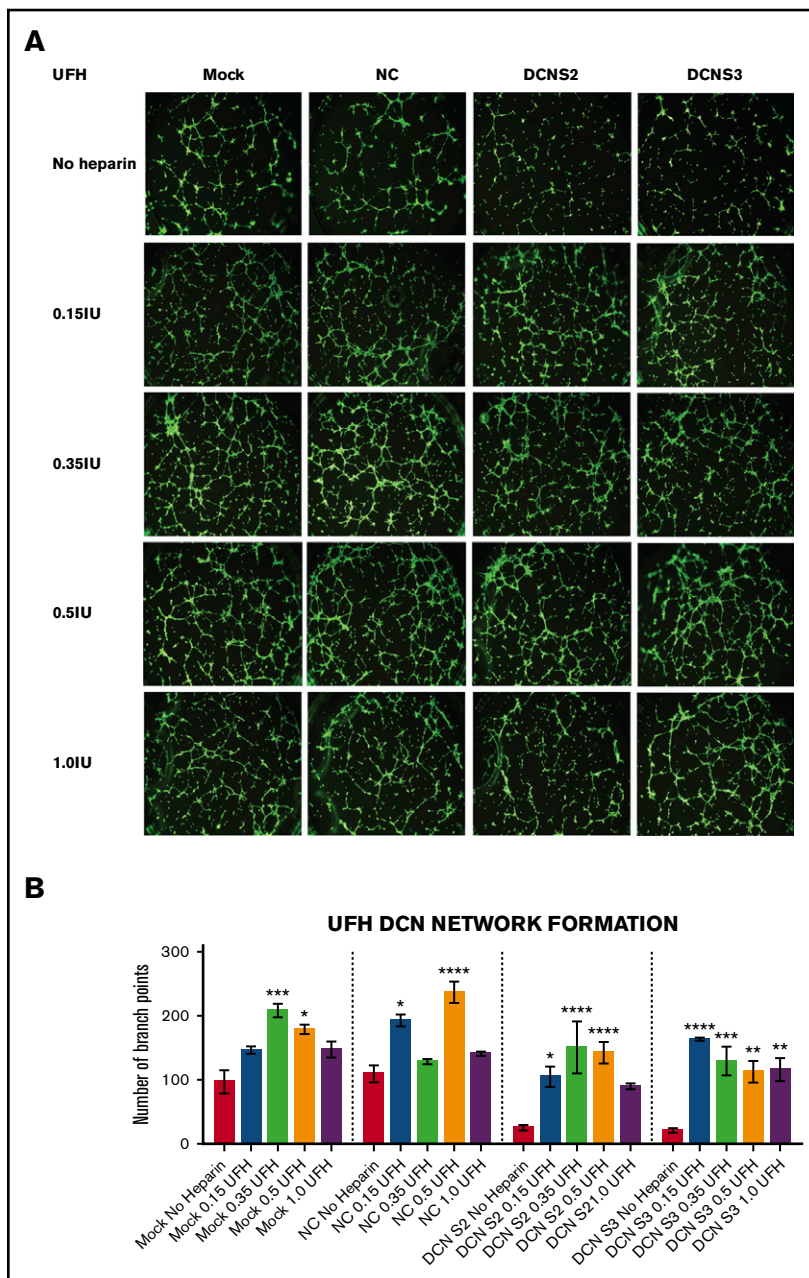 A
UFH Mock NC DCNS2 DCNS3
No heparin
0.15IU
0.35IU
0.5IU
1.0IU
B
UFH DCN NETWORK FORMATION
Number of branch points
300
200
100
0
*** * * **** * **** **** **** *** ** **
Mock No Heparin
Mock 0.15 UFH
Mock 0.35 UFH
Mock 0.5 UFH
Mock 1.0 UFH
NC No Heparin
NC 0.15 UFH
NC 0.35 UFH
NC 0.5 UFH
NC 1.0 UFH
DCN S2 No Heparin
DCN S2 0.15 UFH
DCN S2 0.35 UFH
DCN S2 0.5 UFH
DCN S21.0 UFH
DCN S3 No Heparin
DCN S3 0.15 UFH
DCN S3 0.35 UFH
DCN S3 0.5 UFH
DCN S3 1.0 UFH